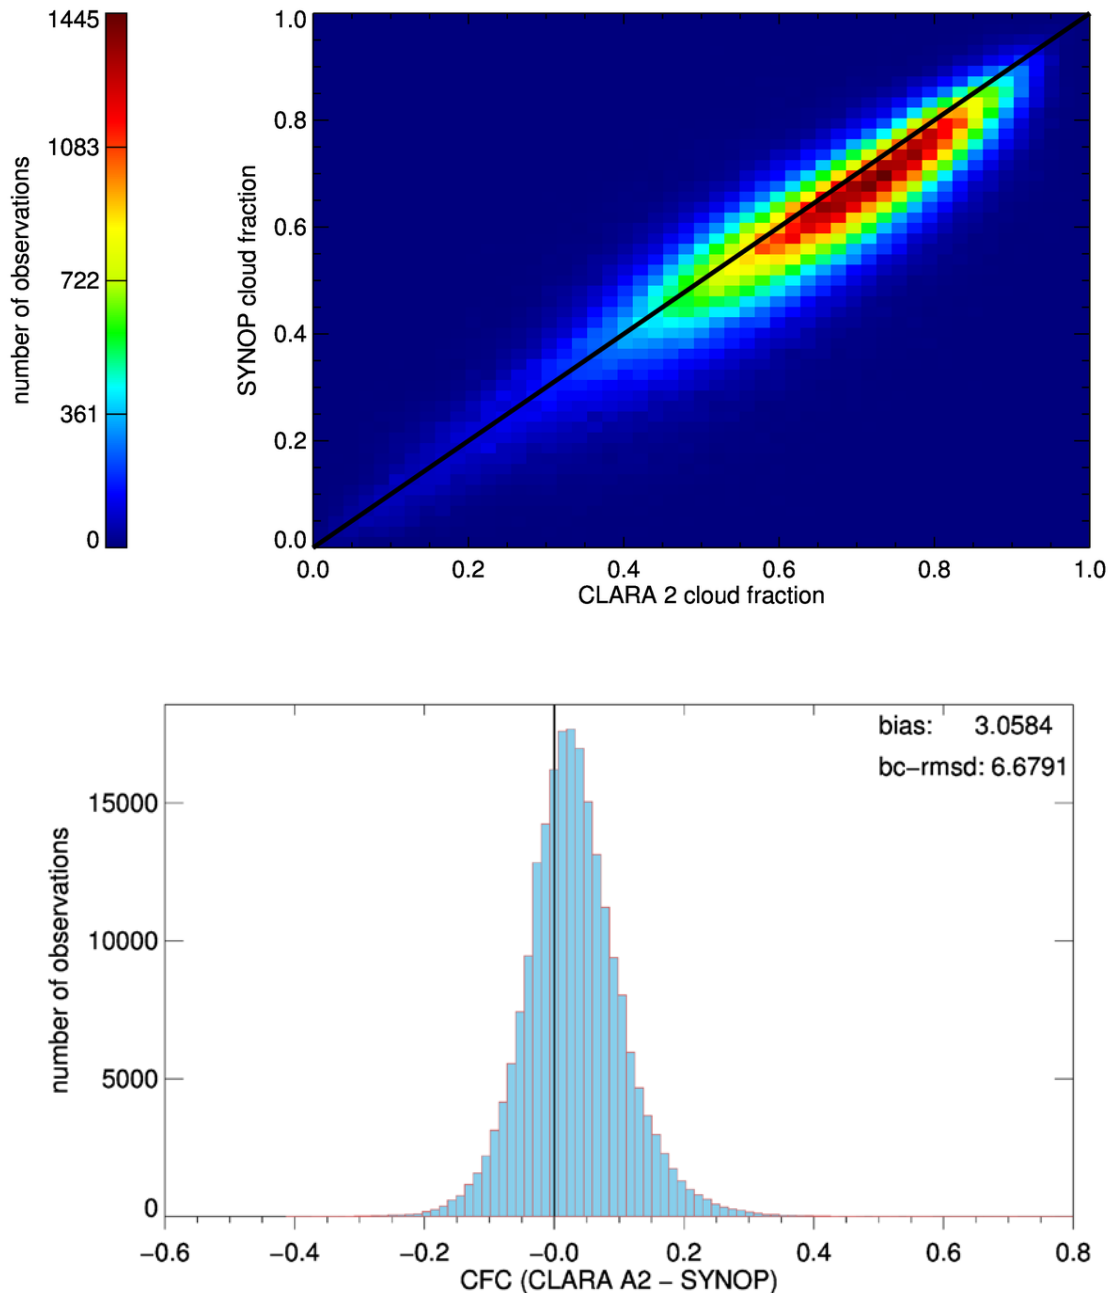 1445
1083
722
361
0
number of observations
1.0
0.8
0.6
0.4
0.2
0.0
SYNOP cloud fraction
0.0 0.2 0.4 0.6 0.8 1.0
CLARA 2 cloud fraction
bias: 3.0584
bc-rmsd: 6.6791
15000
10000
5000
0
number of observations
-0.6 -0.4 -0.2 -0.0 0.2 0.4 0.6 0.8
CFC (CLARA A2 - SYNOP)